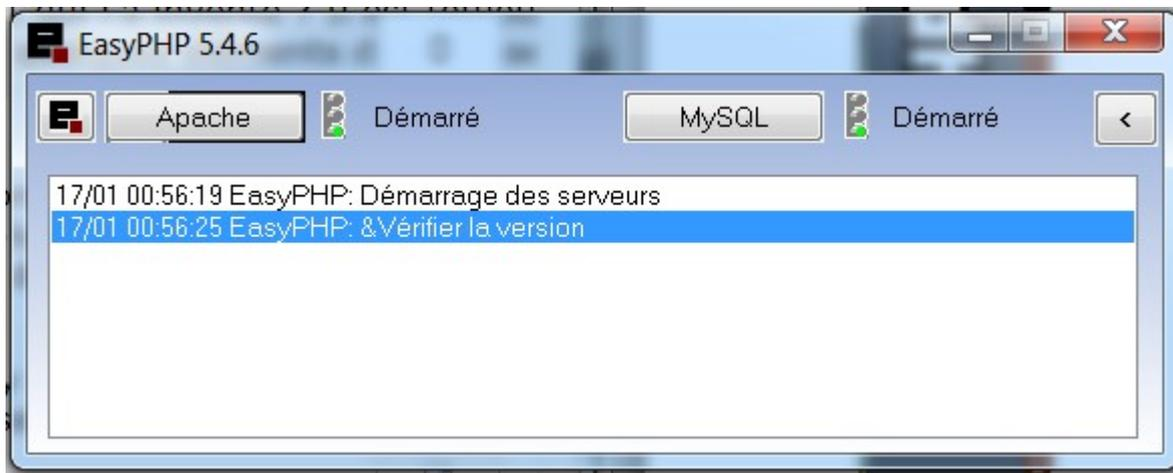 EasyPHP 5.4.6
Apache Démarré MySQL Démarré <
17/01 00:56:19 EasyPHP: Démarrage des serveurs
17/01 00:56:25 EasyPHP: &Vérifier la version